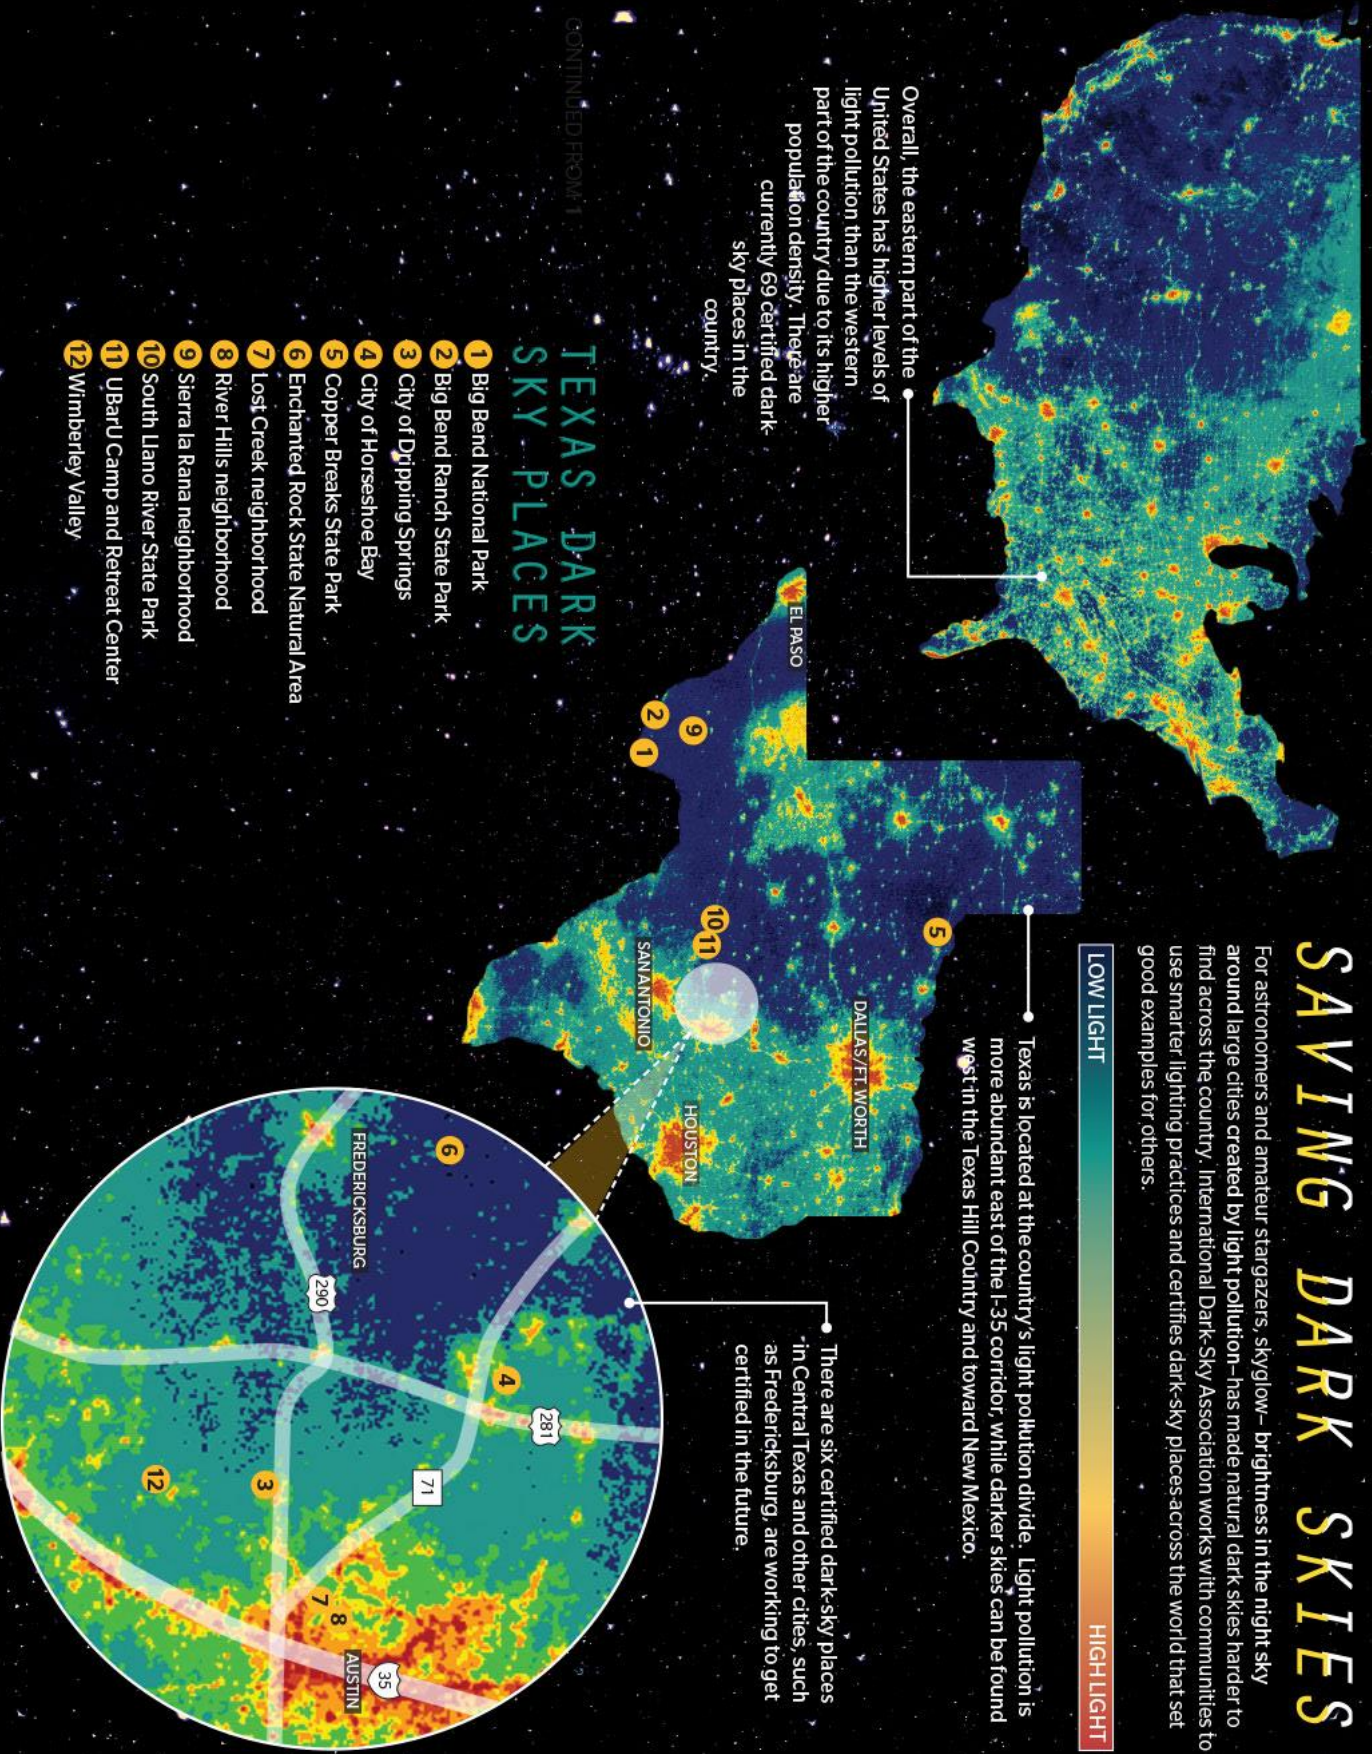 SAVING DARK SKIES
For astronomers and amateur stargazers, skyglow– brightness in the night sky
around large cities created by light pollution–has made natural dark skies harder to
find across the country. International Dark-Sky Association works with communities to
use smarter lighting practices and certifies dark-sky places across the world that set
good examples for others.
LOW LIGHT
HIGH LIGHT
Overall, the eastern part of the
United States has higher levels of
light pollution than the western
part of the country due to its higher
population density. There are
currently 69 certified dark-
sky places in the
country.
Texas is located at the country's light pollution divide. Light pollution is
more abundant east of the I-35 corridor, while darker skies can be found
west in the Texas Hill Country and toward New Mexico.
EL PASO
DALLAS/FT. WORTH
HOUSTON
SAN ANTONIO
5
9
2
1
10
11
There are six certified dark-sky places
in Central Texas and other cities, such
as Fredericksburg, are working to get
certified in the future.
CONTINUED FROM 1
TEXAS DARK
SKY PLACES
1 Big Bend National Park
2 Big Bend Ranch State Park
3 City of Dripping Springs
4 City of Horseshoe Bay
5 Copper Breaks State Park
6 Enchanted Rock State Natural Area
7 Lost Creek neighborhood
8 River Hills neighborhood
9 Sierra la Rana neighborhood
10 South Llano River State Park
11 UBarU Camp and Retreat Center
12 Wimberley Valley
281
4
6
71
35
FREDERICKSBURG
AUSTIN
290
8
7
3
12